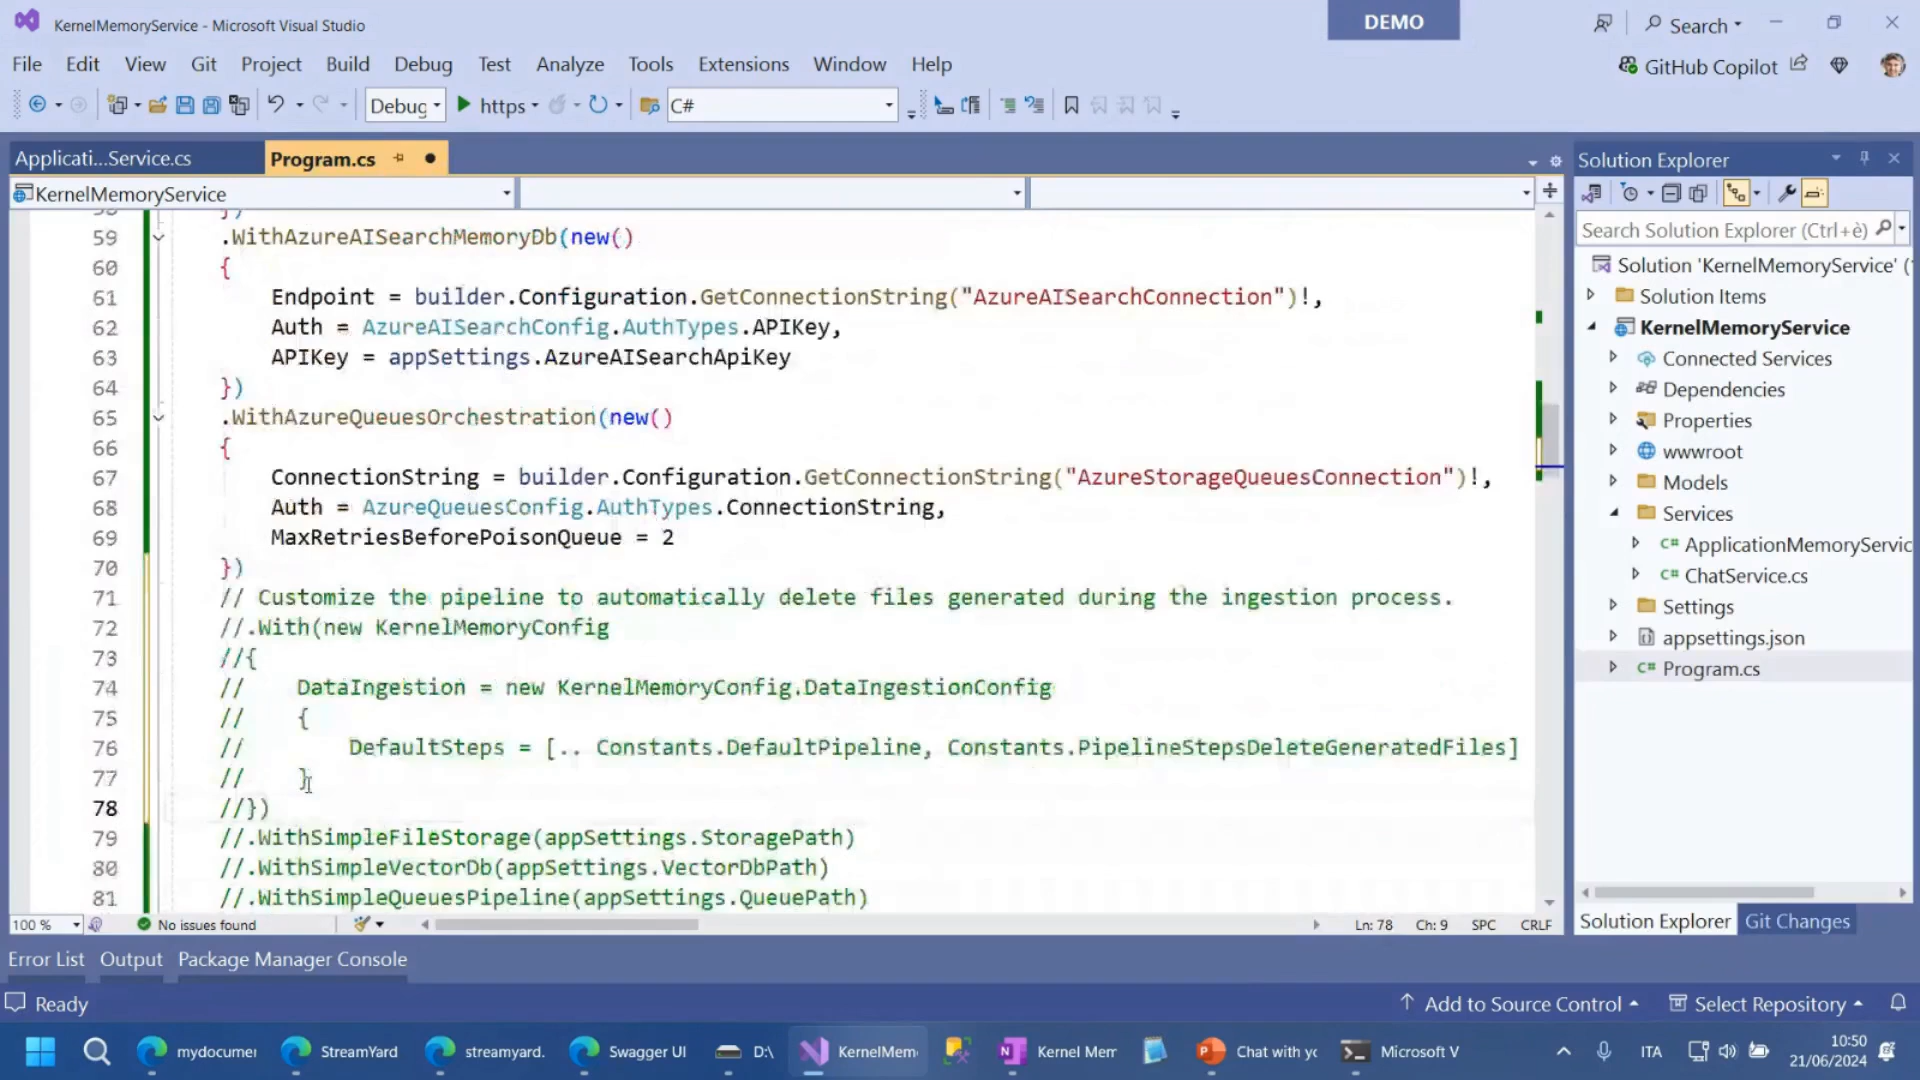 KernelMemoryService - Microsoft Visual Studio
DEMO
Search
File Edit View Git Project Build Debug Test Analyze Tools Extensions Window Help
GitHub Copilot
Debug https C#
Applicati...Service.cs Program.cs
KernelMemoryService
59 .WithAzureAISearchMemoryDb(new()
60 {
61 Endpoint = builder.Configuration.GetConnectionString("AzureAISearchConnection")!,
62 Auth = AzureAISearchConfig.AuthTypes.APIKey,
63 APIKey = appSettings.AzureAISearchApiKey
64 })
65 .WithAzureQueuesOrchestration(new()
66 {
67 ConnectionString = builder.Configuration.GetConnectionString("AzureStorageQueuesConnection")!,
68 Auth = AzureQueuesConfig.AuthTypes.ConnectionString,
69 MaxRetriesBeforePoisonQueue = 2
70 })
71 // Customize the pipeline to automatically delete files generated during the ingestion process.
72 //.With(new KernelMemoryConfig
73 //{
74 // DataIngestion = new KernelMemoryConfig.DataIngestionConfig
75 // {
76 // DefaultSteps = [.. Constants.DefaultPipeline, Constants.PipelineStepsDeleteGeneratedFiles]
77 // }
78 //})
79 //.WithSimpleFileStorage(appSettings.StoragePath)
80 //.WithSimpleVectorDb(appSettings.VectorDbPath)
81 //.WithSimpleQueuesPipeline(appSettings.QueuePath)
100 % No issues found Ln: 78 Ch: 9 SPC CRLF
Solution Explorer
Search Solution Explorer (Ctrl+è)
Solution 'KernelMemoryService' (
Solution Items
KernelMemoryService
Connected Services
Dependencies
Properties
wwwroot
Models
Services
C# ApplicationMemoryServic
C# ChatService.cs
Settings
appsettings.json
C# Program.cs
Solution Explorer Git Changes
Error List Output Package Manager Console
Ready
Add to Source Control Select Repository
mydocumen StreamYard streamyard. Swagger UI D:\ KernelMem Kernel Mem Chat with yo Microsoft V
ITA
10:50
21/06/2024